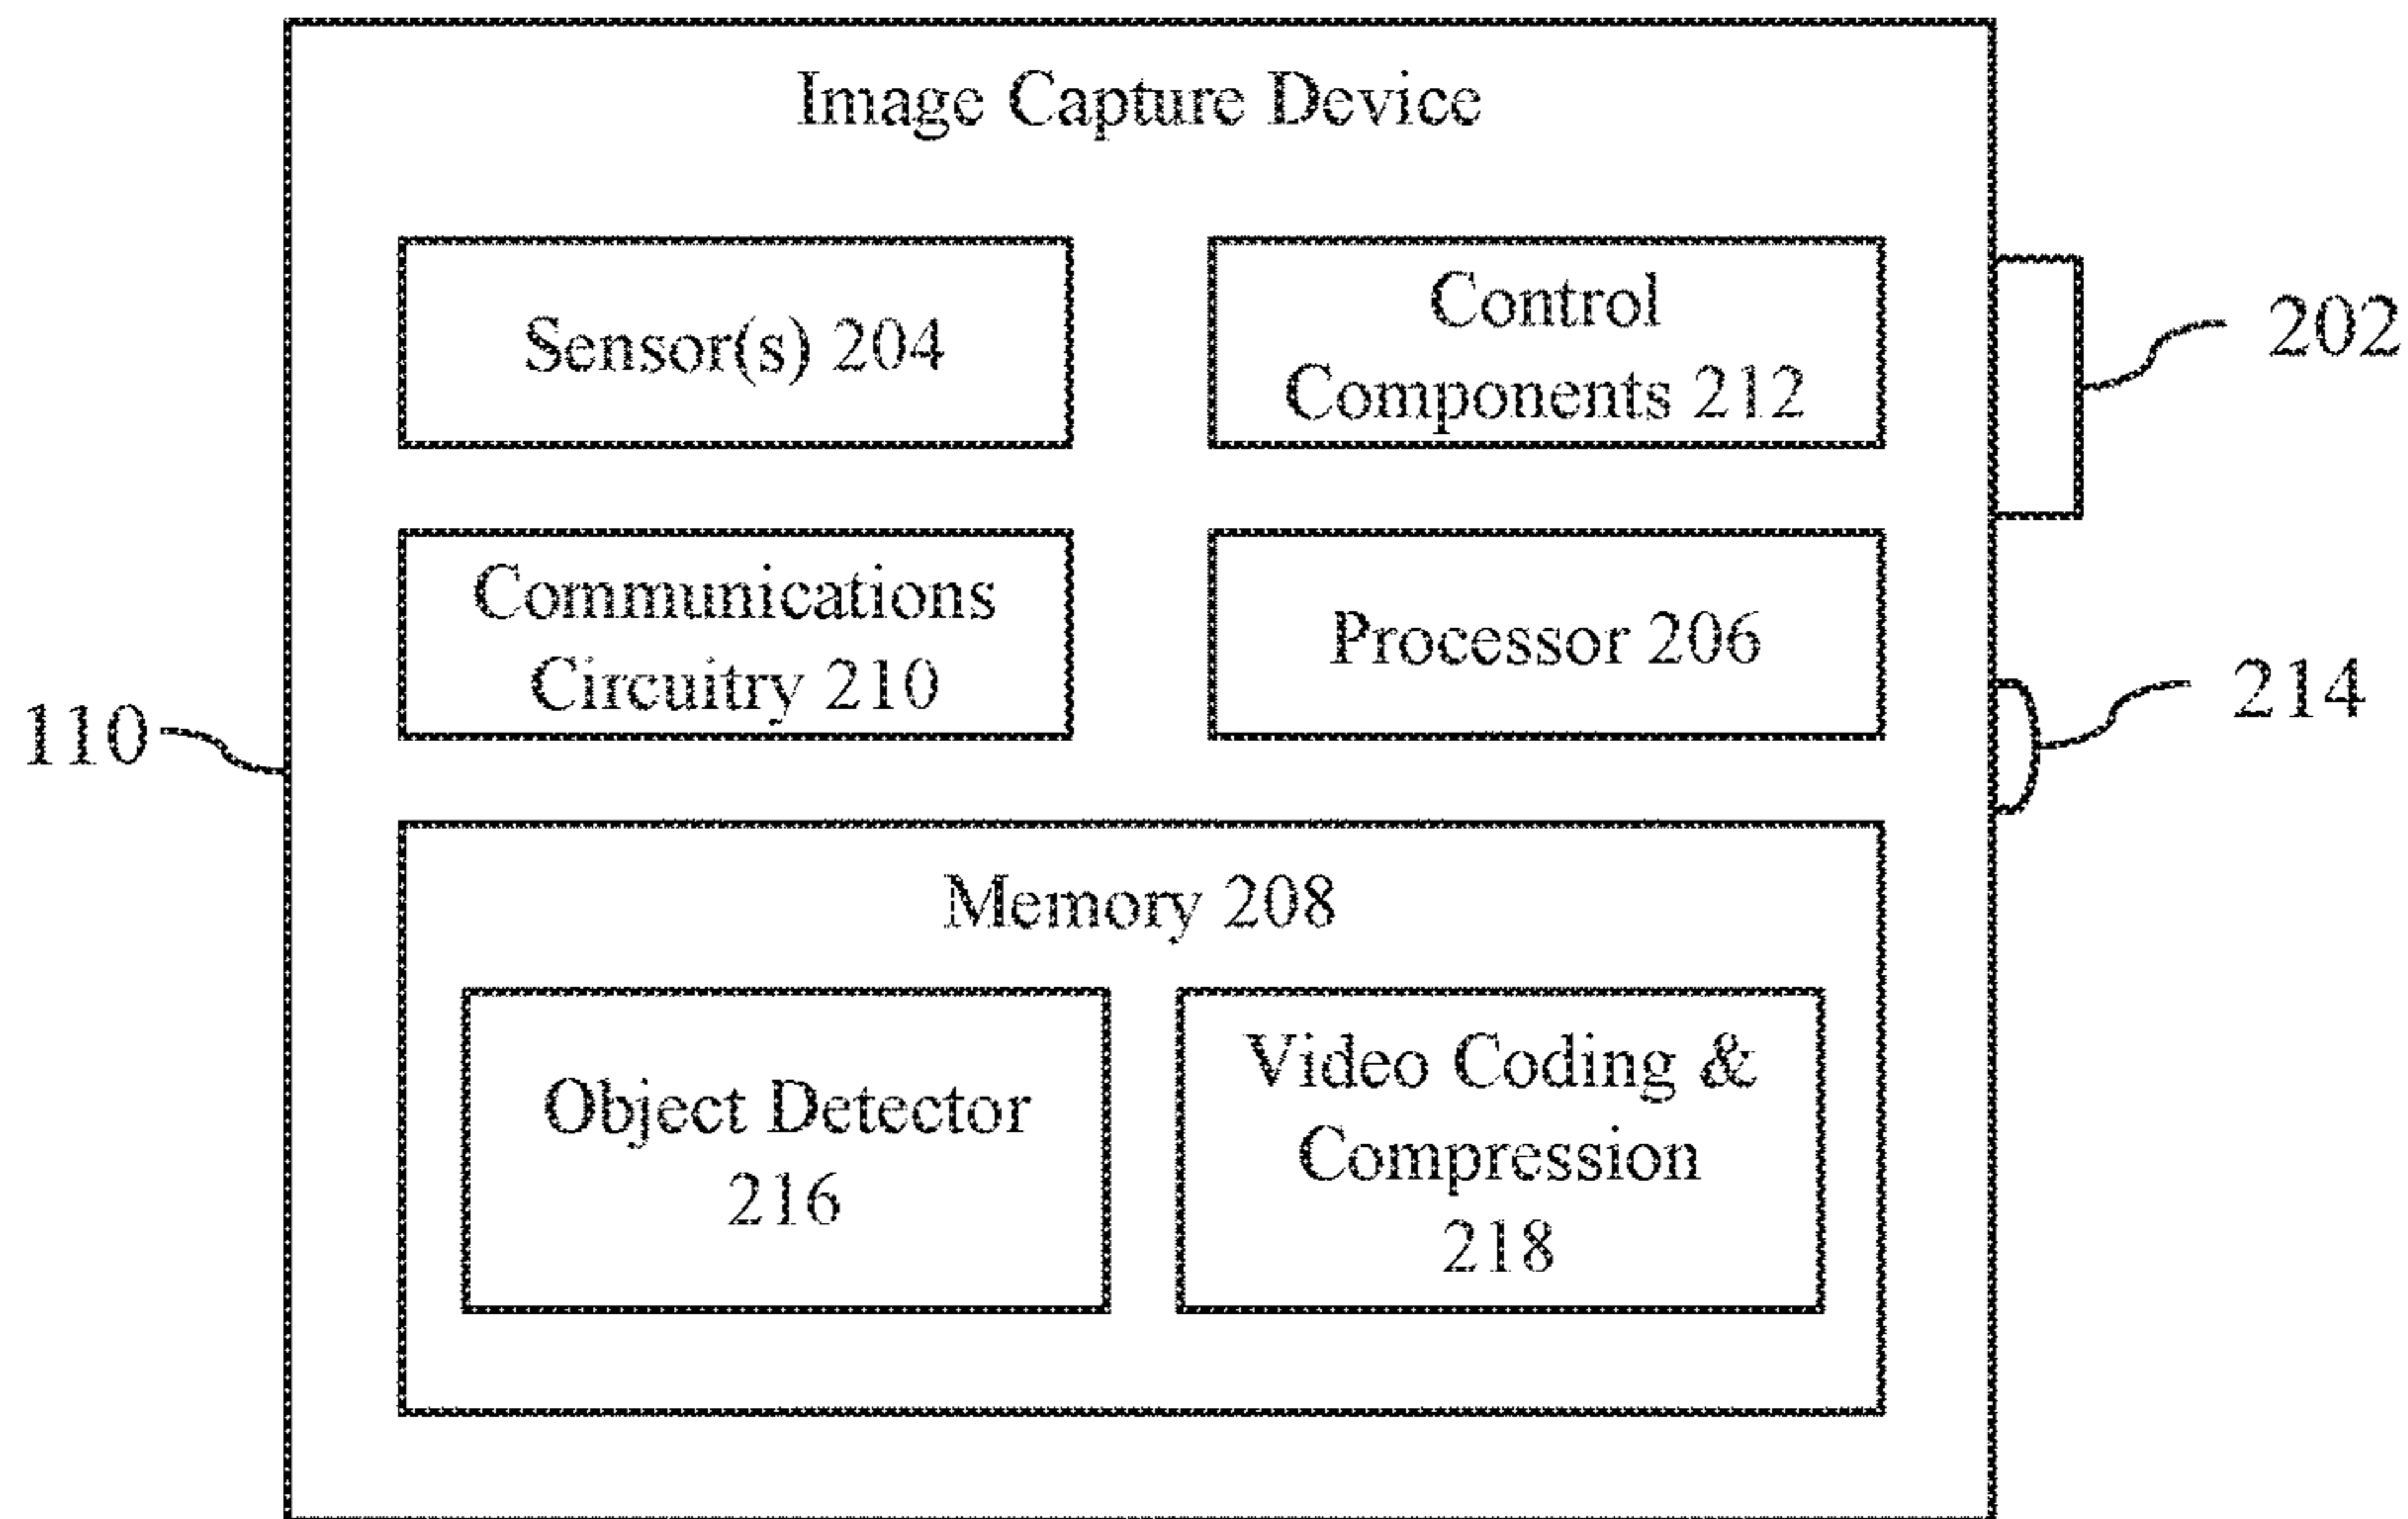 Image Capture Device
Sensor(s) 204
Control
Components 212
202
Communications
Circuitry 210
Processor 206
214
110
Memory 208
Object Detector
216
Video Coding &
Compression
218